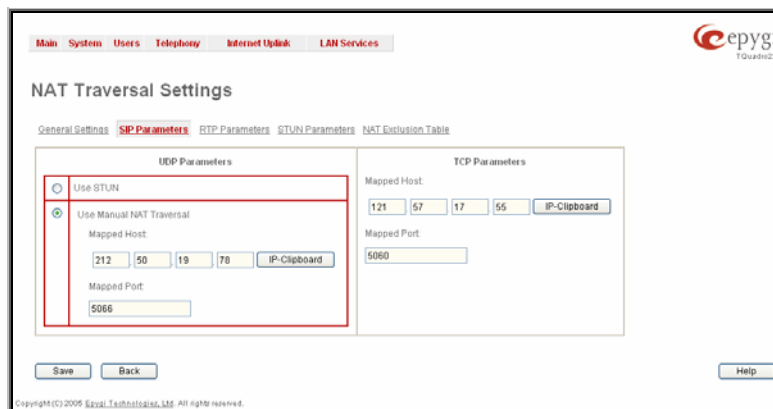 Main System Users Telephony Internet Uplink LAN Services
epygi
NAT Traversal Settings
General Settings SIP Parameters RTP Parameters STUN Parameters NAT Exclusion Table
UDP Parameters
Use STUN
Use Manual NAT Traversal
Mapped Host:
212 . 50 . 19 . 78 IP-Clipboard
Mapped Port:
5066
TCP Parameters
Mapped Host:
121 57 17 55 IP-Clipboard
Mapped Port
5060
Save Back Help
Copyright (C) 2005 Epygi Technologies, Ltd. All rights reserved.